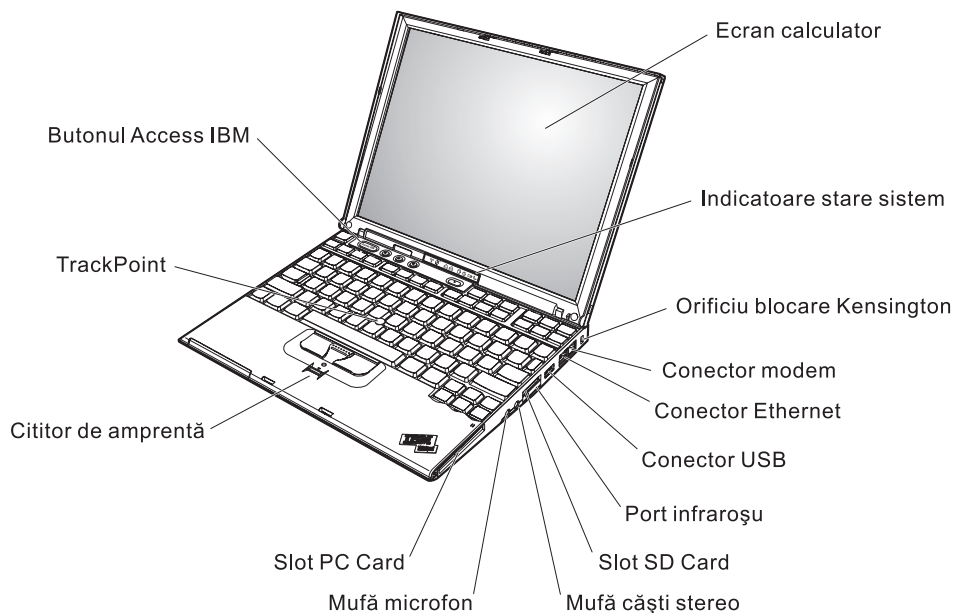 Ecran calculator
Butonul Access IBM
Indicatoare stare sistem
TrackPoint
Orificiu blocare Kensington
Conector modem
Conector Ethernet
Cititor de amprentă
Conector USB
Port infraroşu
Slot PC Card
Slot SD Card
Mufă microfon
Mufă căşti stereo